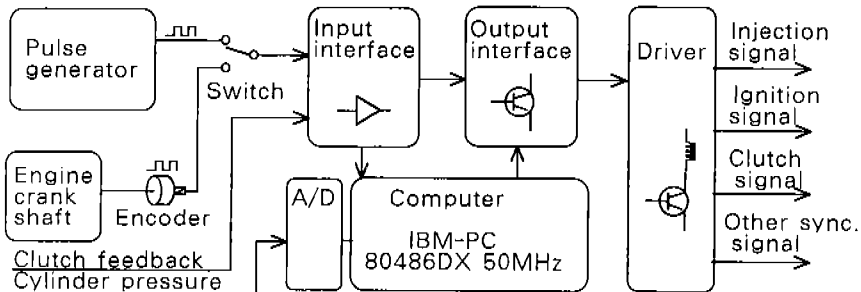 Pulse
generator
Switch
Engine
crank
shaft
Encoder
Clutch feedback
Cylinder pressure
Input
interface
Output
interface
A/D
Computer
IBM-PC
80486DX 50MHz
Driver
Injection
signal
Ignition
signal
Clutch
signal
Other sync.
signal